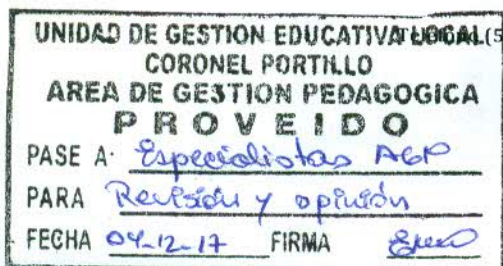 UNIDAD DE GESTION EDUCATIVA LOCAL (5
CORONEL PORTILLO
AREA DE GESTION PEDAGOGICA
PROVEIDO
PASE A: Especialistas AGP
PARA Revisión y opinión
FECHA 04-12-17 FIRMA